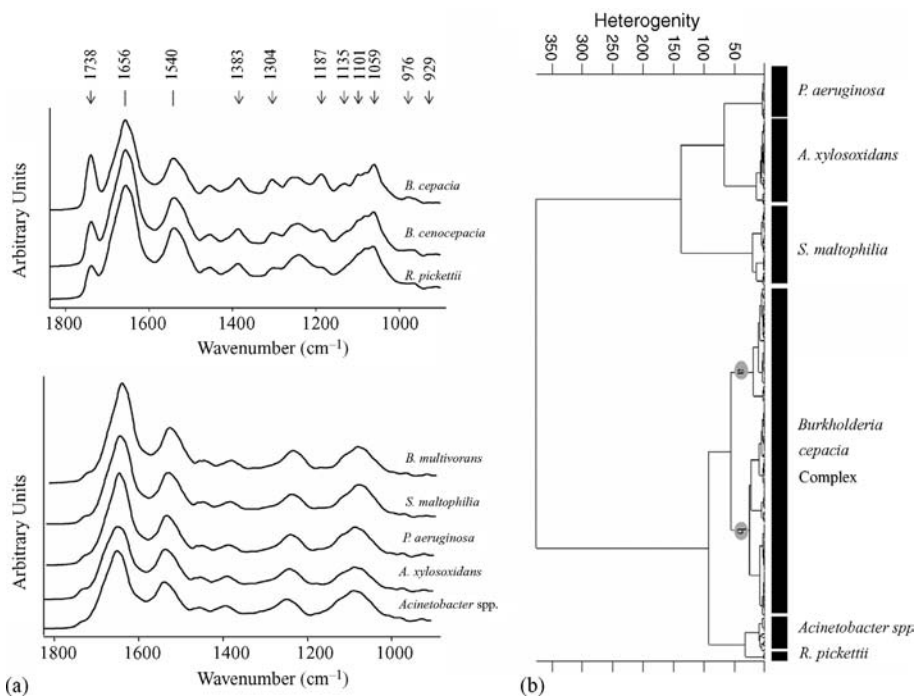 1738
1656
1540
1383
1304
1187
1135
1101
1059
976
929
Arbitrary Units
B. cepacia
B. cenocepacia
R. pickettii
1800 1600 1400 1200 1000
Wavenumber (cm⁻¹)
Arbitrary Units
B. multivorans
S. maltophilia
P. aeruginosa
A. xylosoxidans
Acinetobacter spp.
1800 1600 1400 1200 1000
Wavenumber (cm⁻¹)
(a)
Heterogenity
350 300 250 200 150 100 50
P. aeruginosa
A. xylosoxidans
S. maltophilia
a
Burkholderia
cepacia
Complex
b
Acinetobacter spp
R. pickettii
(b)